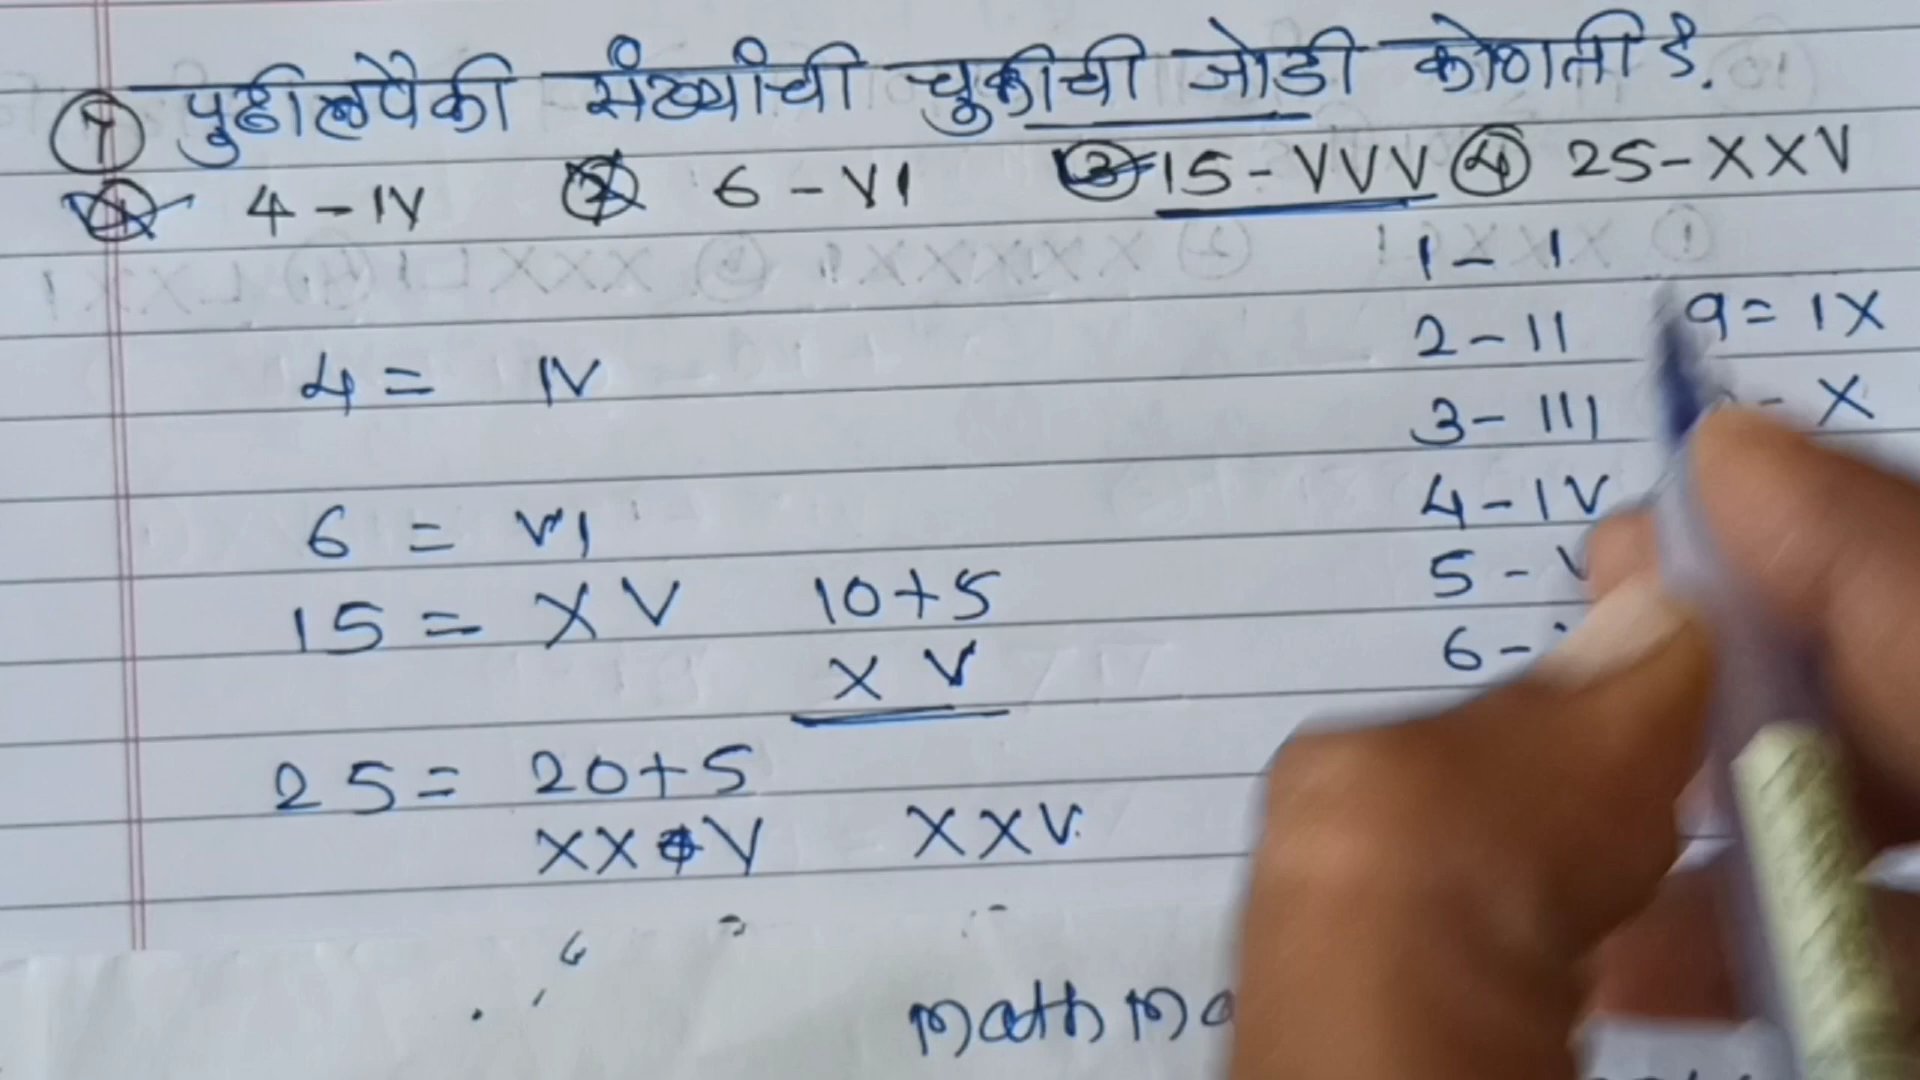 ⑦ पुढीलपैकी संख्यांची चुकीची जोडी कोणती है.
① 4 - IV ② 6 - VI ③ 15 - VVV ④ 25 - XXV
1 - I
2 - II 9 = IX
3 - III - X
4 = IV
4 - IV
6 = VI
5 - V
15 = XV 10+5
6 -
X V
25 = 20+5
XX V XXV
math